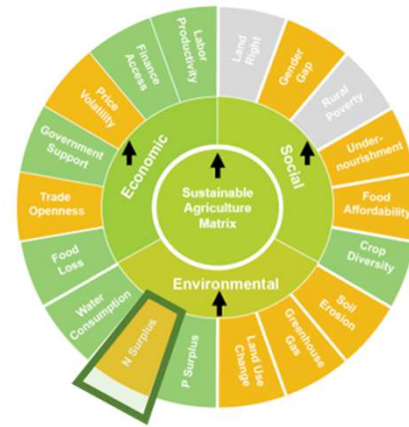 Labor
Productivity
Land
Right
Gender
Gap
Rural
Poverty
Under-
nourishment
Food
Affordability
Crop
Diversity
Soil
Erosion
Greenhouse
Gas
Land Use
Change
P Surplus
N Surplus
Water
Consumption
Food
Loss
Trade
Openness
Government
Support
Price
Volatility
Finance
Access
Economic
Social
Environmental
Sustainable
Agriculture
Matrix